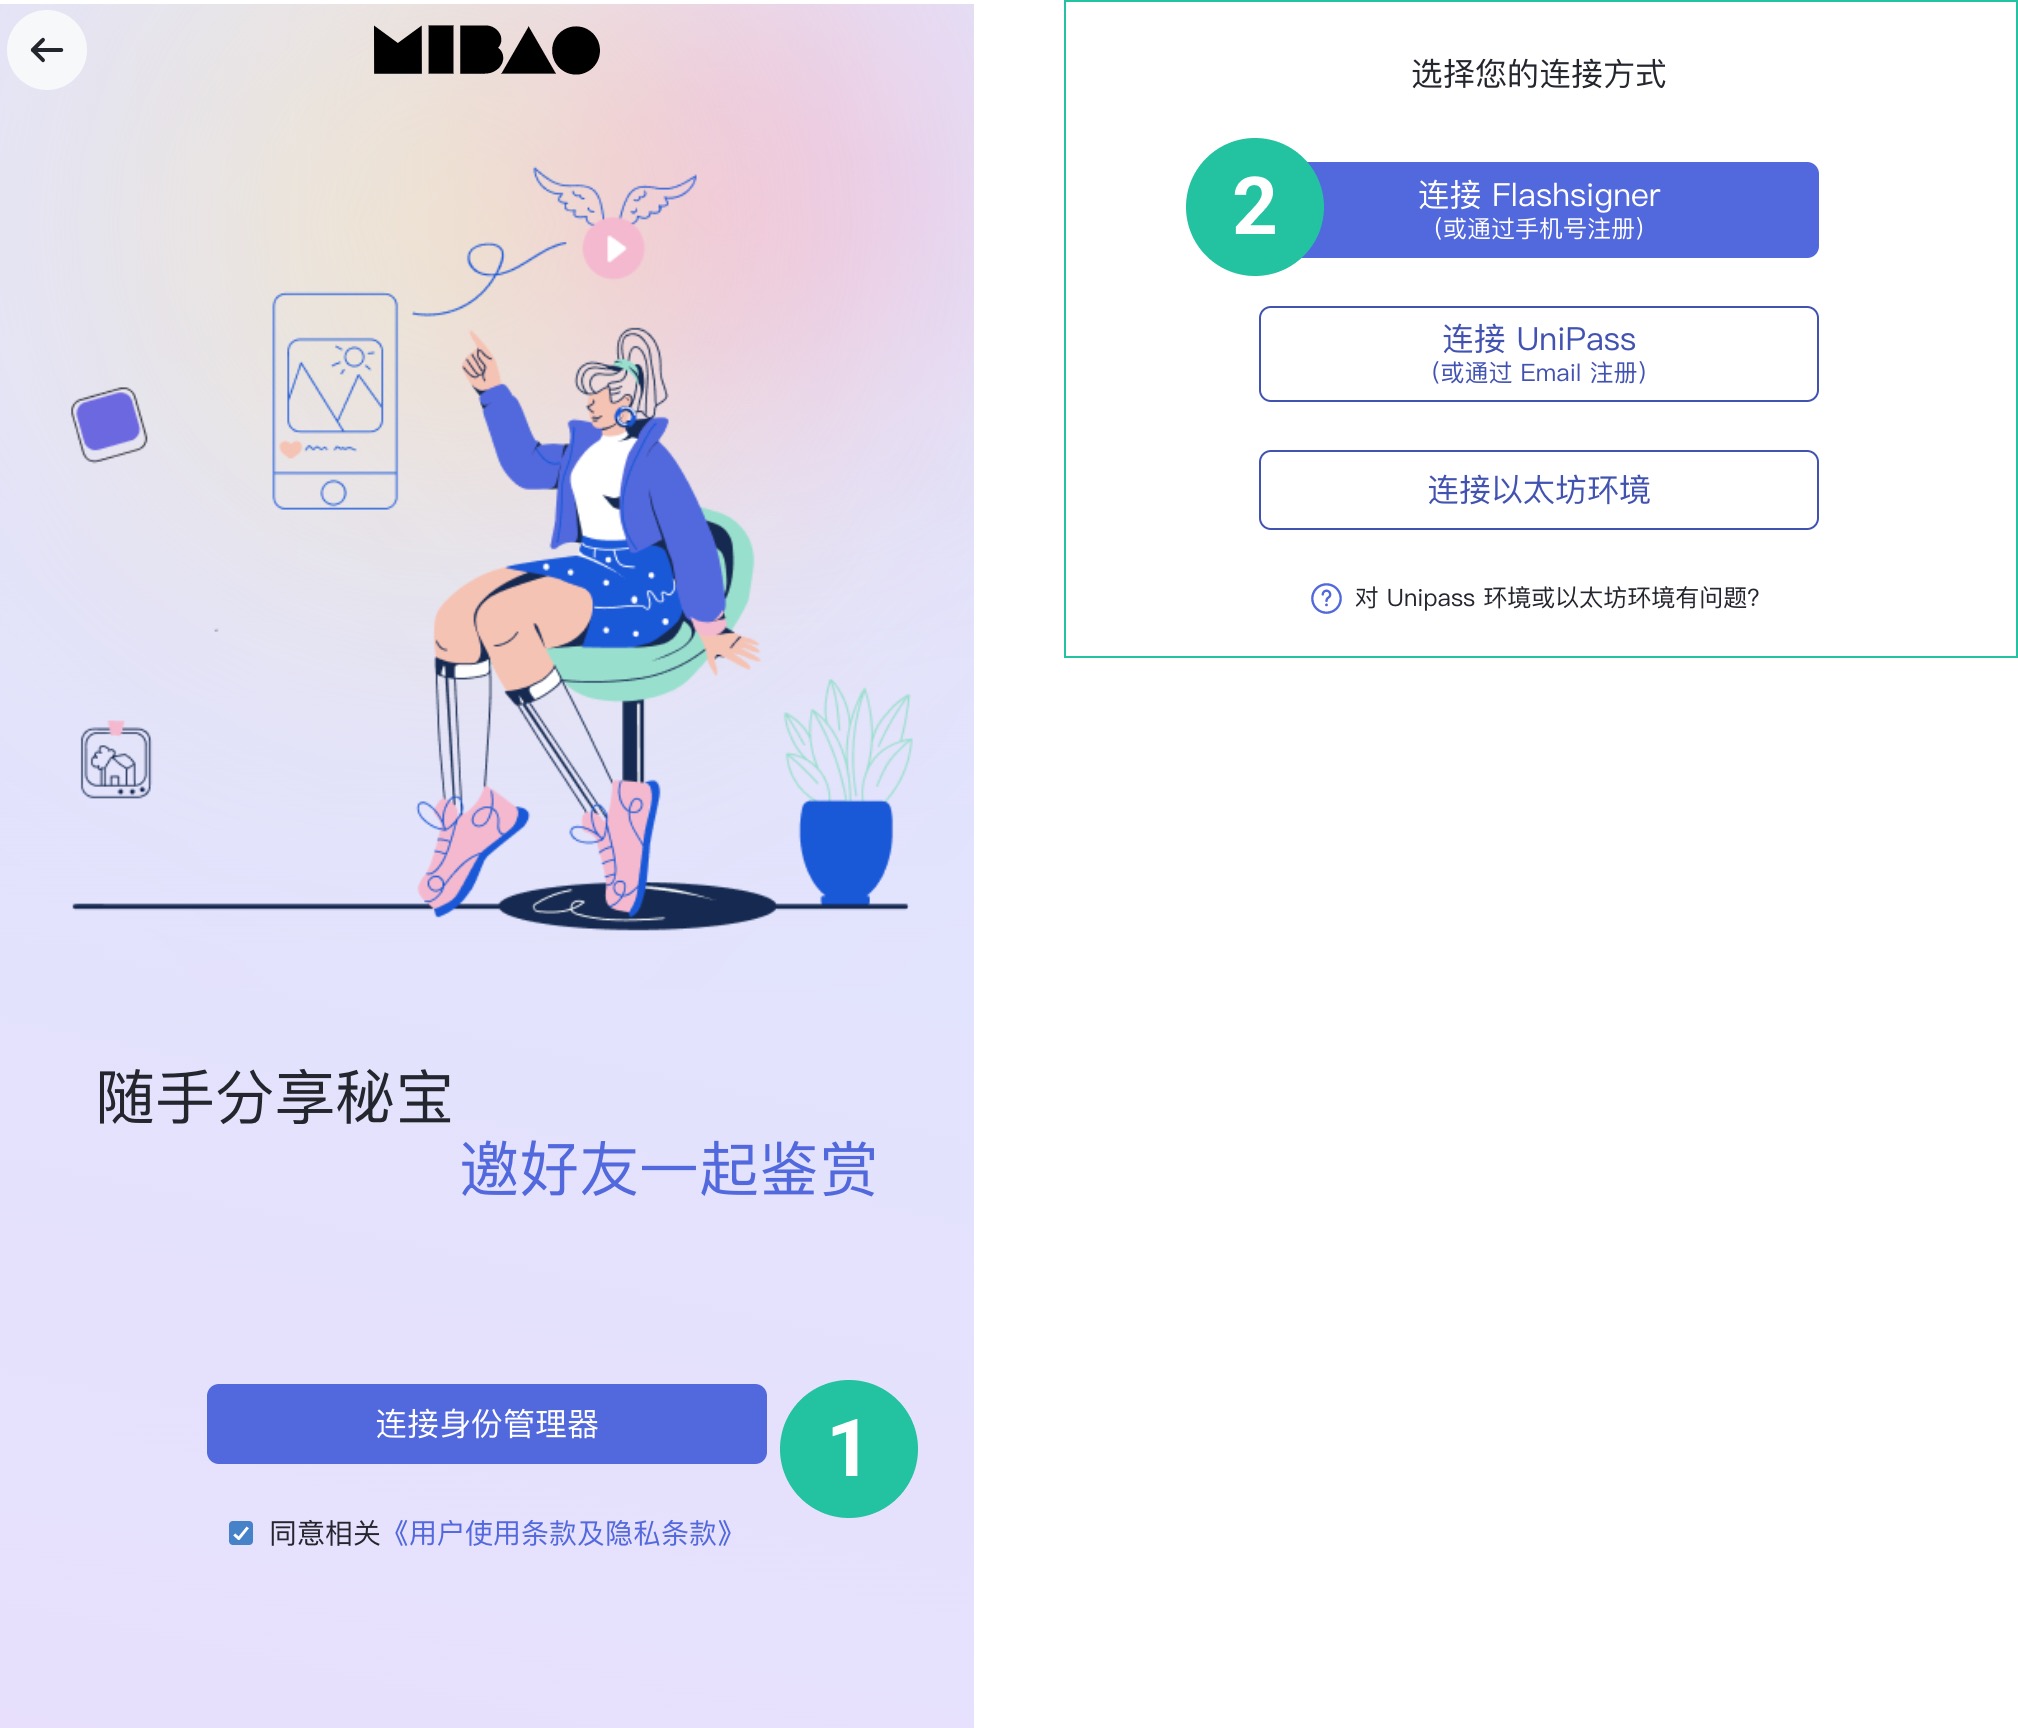 MIBAO
随手分享秘宝
邀好友一起鉴赏
连接身份管理器
1
同意相关《用户使用条款及隐私条款》
选择您的连接方式
2
连接 Flashsigner
（或通过手机号注册）
连接 UniPass
（或通过 Email 注册）
连接以太坊环境
? 对 Unipass 环境或以太坊环境有问题?